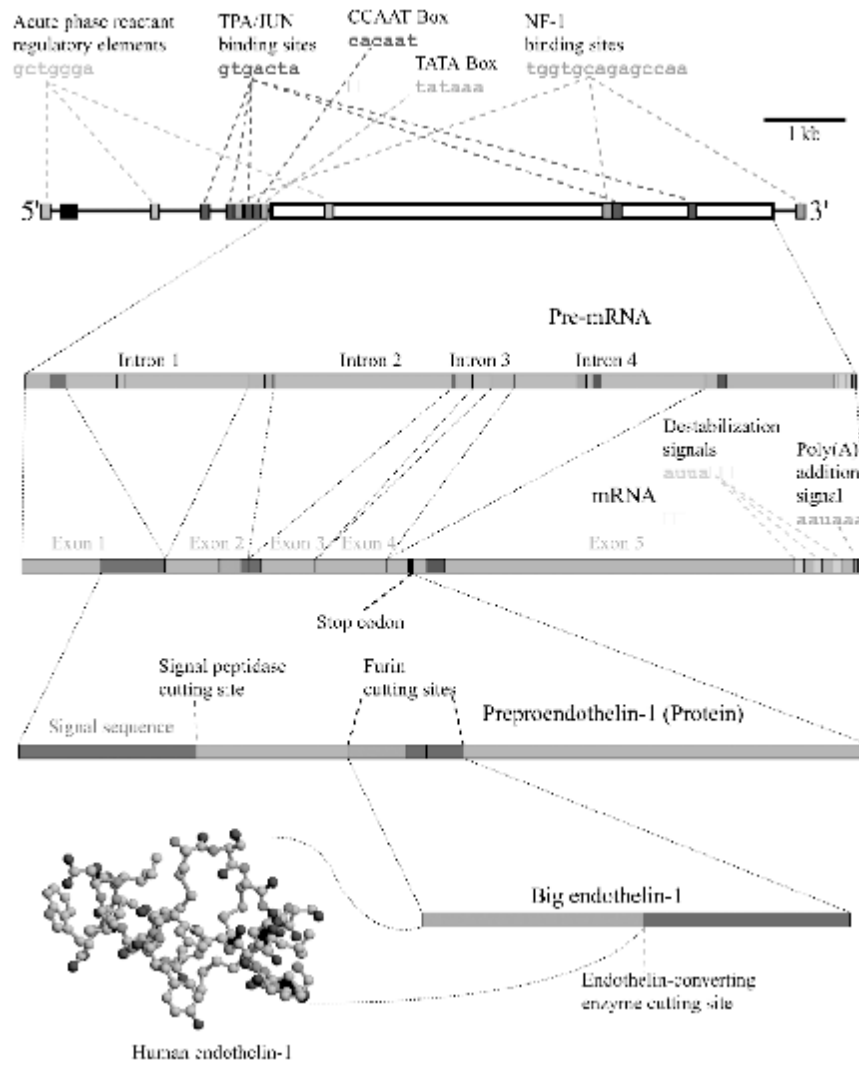 Acute phase reactant
regulatory elements
gctggga
TPA/JUN
binding sites
gtgacta
CCAAT Box
cacaat
TATA Box
tataaa
NF-1
binding sites
tggtgcagagccaa
1 kb
5'
3'
Pre-mRNA
Intron 1
Intron 2
Intron 3
Intron 4
Destabilization
signals
Poly(A)
addition
signal
aauaaa
mRNA
Exon 1
Exon 2
Exon 3
Exon 4
Exon 5
Stop codon
Signal peptidase
cutting site
Furin
cutting sites
Preproendothelin-1 (Protein)
Signal sequence
Big endothelin-1
Endothelin-converting
enzyme cutting site
Human endothelin-1